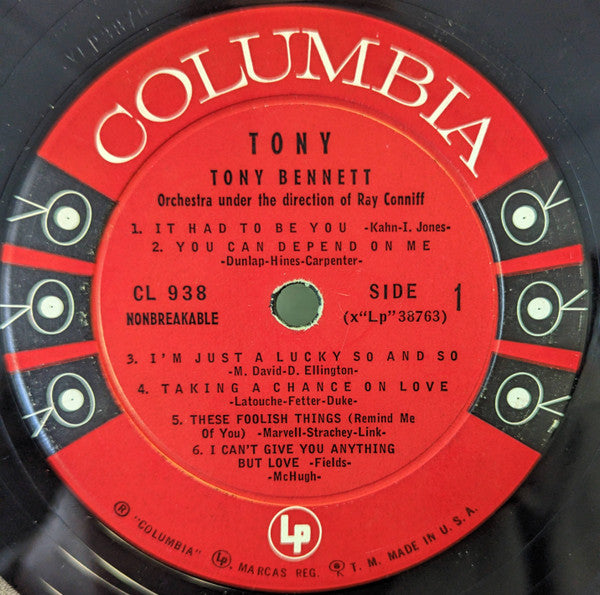 COLUMBIA
TONY
TONY BENNETT
Orchestra under the direction of Ray Conniff
1. IT HAD TO BE YOU -Kahn-I. Jones-
2. YOU CAN DEPEND ON ME
-Dunlap-Hines-Carpenter-
CL 938
NONBREAKABLE
SIDE 1
(x"Lp" 38763)
3. I'M JUST A LUCKY SO AND SO
-M. David-D. Ellington-
4. TAKING A CHANCE ON LOVE
-Latouche-Fetter-Duke-
5. THESE FOOLISH THINGS (Remind Me
Of You) -Marvell-Strachey-Link-
6. I CAN'T GIVE YOU ANYTHING
BUT LOVE -Fields-
-McHugh-
Lp
® "COLUMBIA" Lp, MARCAS REG. T. M. MADE IN U. S. A.